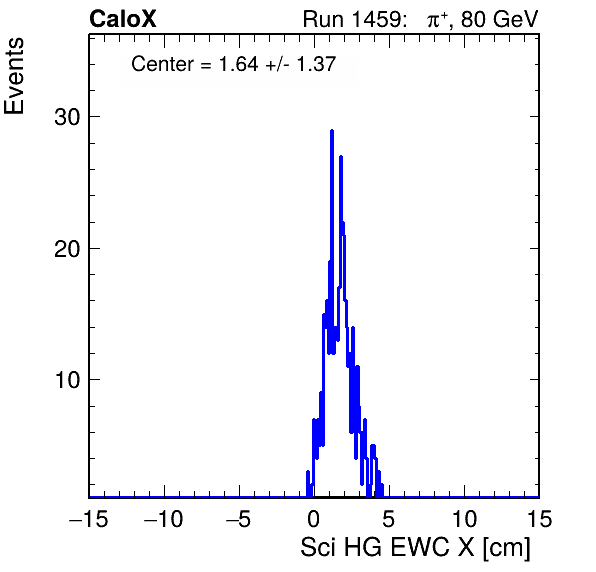 CaloX Run 1459: π⁺, 80 GeV
Center = 1.64 +/- 1.37
Events
30
20
10
−15 −10 −5 0 5 10 15
Sci HG EWC X [cm]